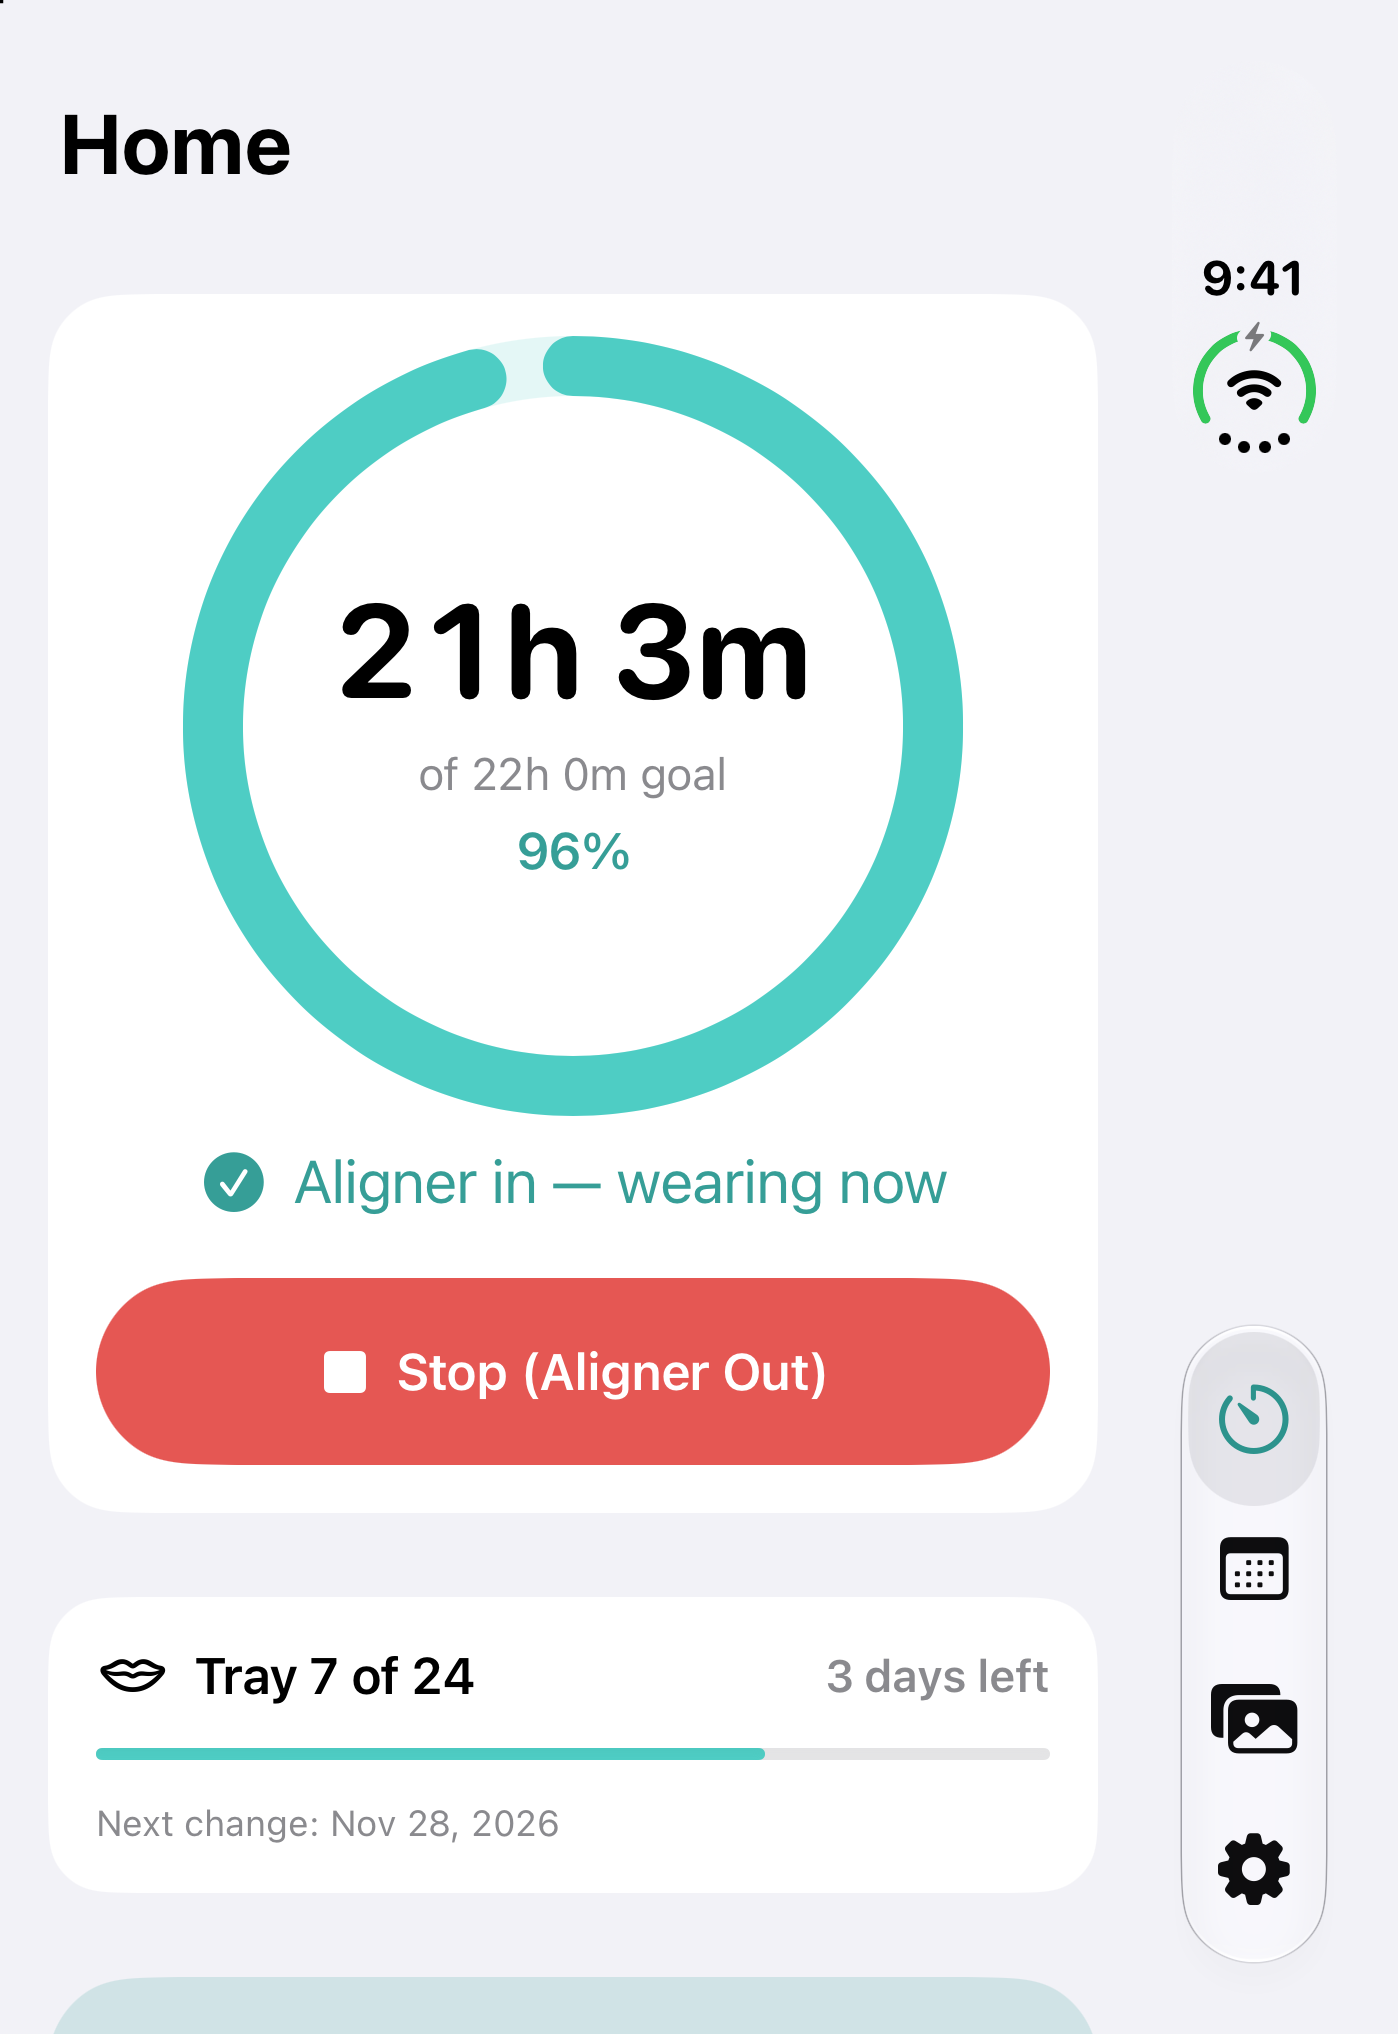 Home
9:41
21h 3m
of 22h 0m goal
96%
Aligner in — wearing now
Stop (Aligner Out)
Tray 7 of 24
3 days left
Next change: Nov 28, 2026